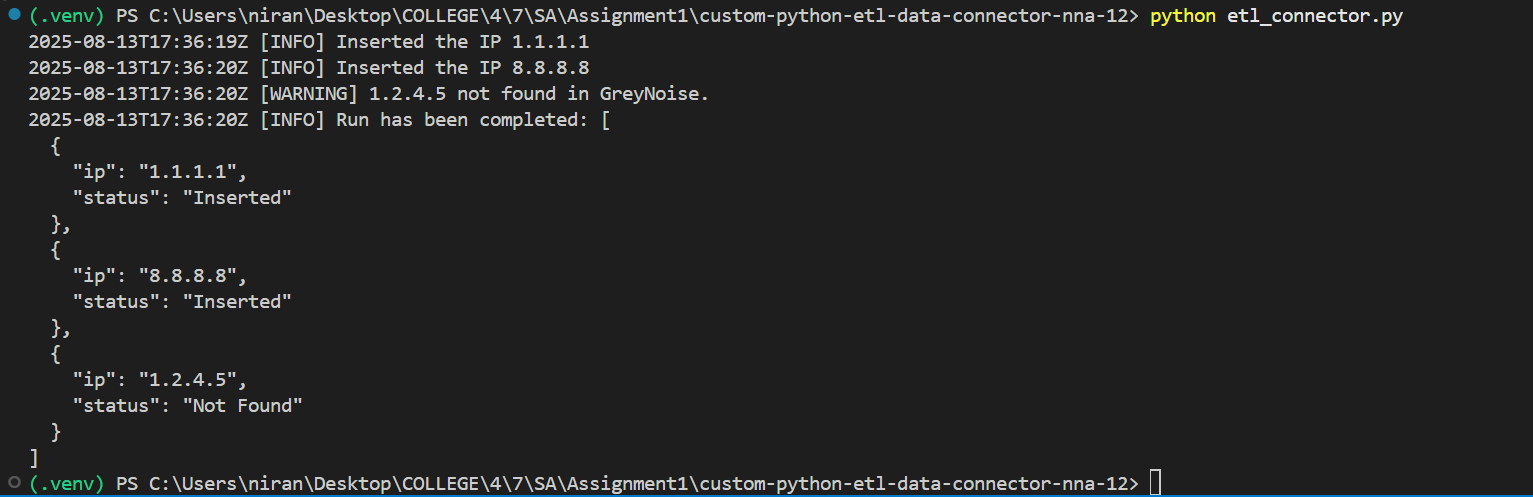 (.venv) PS C:\Users\niran\Desktop\COLLEGE\4\7\SA\Assignment1\custom-python-etl-data-connector-nna-12> python etl_connector.py
2025-08-13T17:36:19Z [INFO] Inserted the IP 1.1.1.1
2025-08-13T17:36:20Z [INFO] Inserted the IP 8.8.8.8
2025-08-13T17:36:20Z [WARNING] 1.2.4.5 not found in GreyNoise.
2025-08-13T17:36:20Z [INFO] Run has been completed: [
  {
    "ip": "1.1.1.1",
    "status": "Inserted"
  },
  {
    "ip": "8.8.8.8",
    "status": "Inserted"
  },
  {
    "ip": "1.2.4.5",
    "status": "Not Found"
  }
]
(.venv) PS C:\Users\niran\Desktop\COLLEGE\4\7\SA\Assignment1\custom-python-etl-data-connector-nna-12>